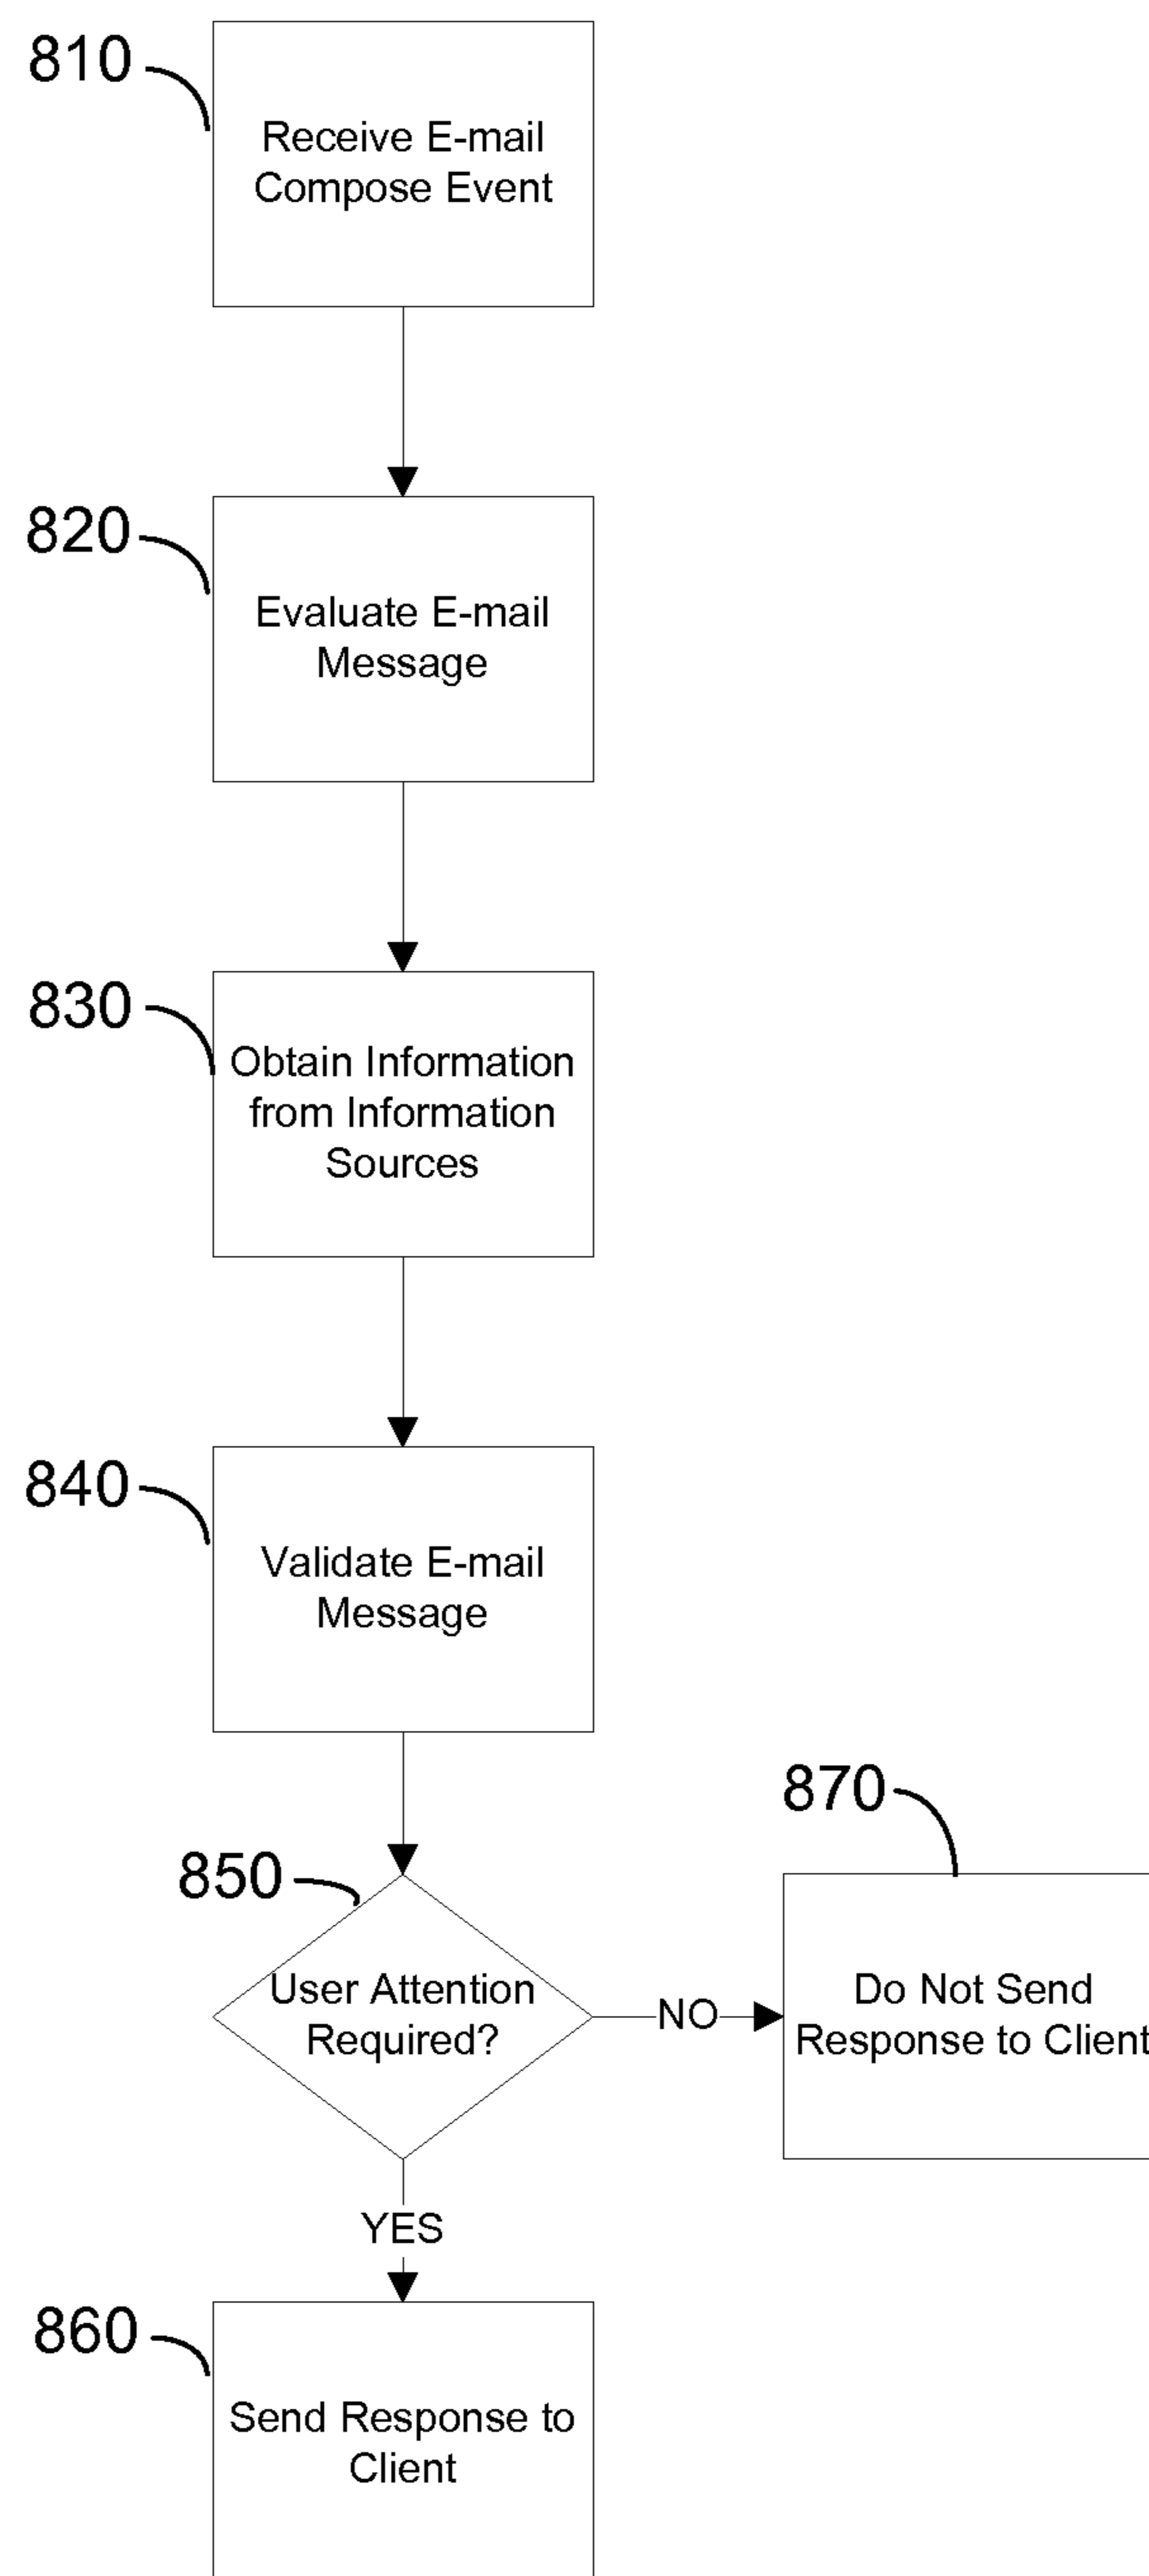 810
Receive E-mail
Compose Event
820
Evaluate E-mail
Message
830
Obtain Information
from Information
Sources
840
Validate E-mail
Message
850
User Attention
Required?
NO
870
Do Not Send
Response to Client
YES
860
Send Response to
Client